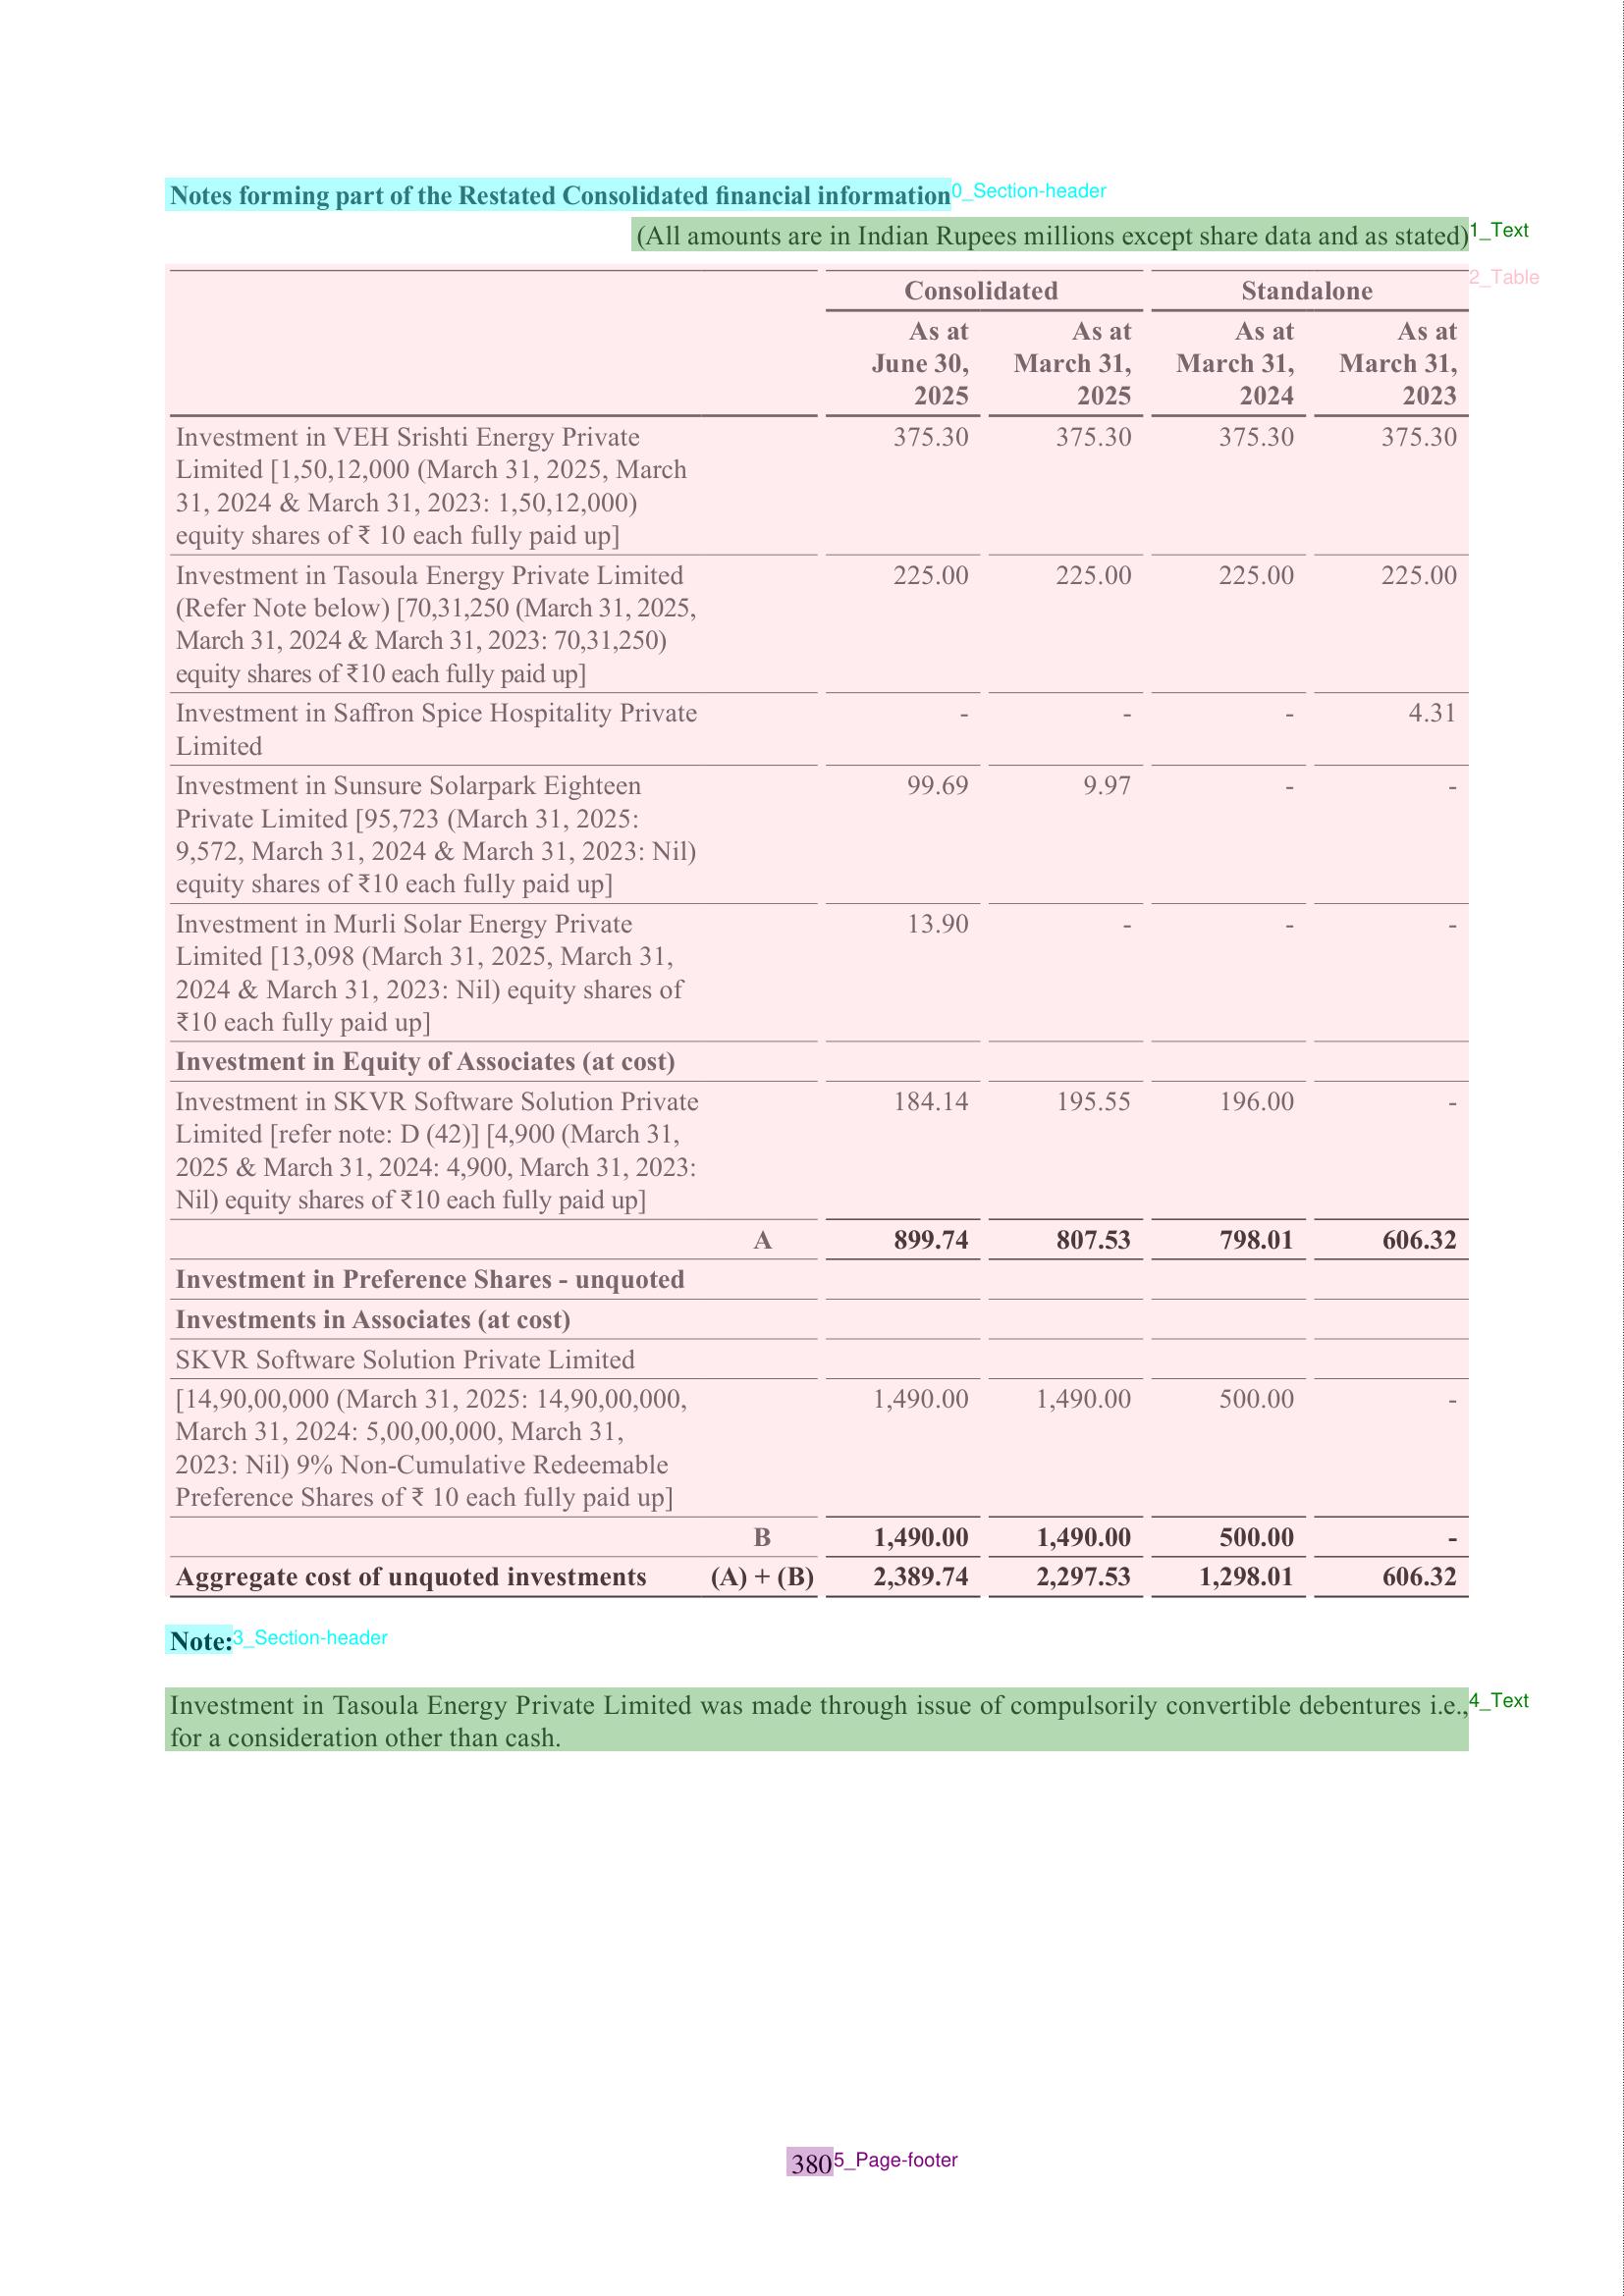 Notes forming part of the Restated Consolidated financial information 0_Section-header
(All amounts are in Indian Rupees millions except share data and as stated) 1_Text
2_Table
Consolidated Standalone
As at As at As at As at
June 30, March 31, March 31, March 31,
2025 2025 2024 2023
Investment in VEH Srishti Energy Private 375.30 375.30 375.30 375.30
Limited [1,50,12,000 (March 31, 2025, March
31, 2024 & March 31, 2023: 1,50,12,000)
equity shares of ₹ 10 each fully paid up]
Investment in Tasoula Energy Private Limited 225.00 225.00 225.00 225.00
(Refer Note below) [70,31,250 (March 31, 2025,
March 31, 2024 & March 31, 2023: 70,31,250)
equity shares of ₹10 each fully paid up]
Investment in Saffron Spice Hospitality Private - - - 4.31
Limited
Investment in Sunsure Solarpark Eighteen 99.69 9.97 - -
Private Limited [95,723 (March 31, 2025:
9,572, March 31, 2024 & March 31, 2023: Nil)
equity shares of ₹10 each fully paid up]
Investment in Murli Solar Energy Private 13.90 - - -
Limited [13,098 (March 31, 2025, March 31,
2024 & March 31, 2023: Nil) equity shares of
₹10 each fully paid up]
Investment in Equity of Associates (at cost)
Investment in SKVR Software Solution Private 184.14 195.55 196.00 -
Limited [refer note: D (42)] [4,900 (March 31,
2025 & March 31, 2024: 4,900, March 31, 2023:
Nil) equity shares of ₹10 each fully paid up]
A 899.74 807.53 798.01 606.32
Investment in Preference Shares - unquoted
Investments in Associates (at cost)
SKVR Software Solution Private Limited
[14,90,00,000 (March 31, 2025: 14,90,00,000, 1,490.00 1,490.00 500.00 -
March 31, 2024: 5,00,00,000, March 31,
2023: Nil) 9% Non-Cumulative Redeemable
Preference Shares of ₹ 10 each fully paid up]
B 1,490.00 1,490.00 500.00 -
Aggregate cost of unquoted investments (A) + (B) 2,389.74 2,297.53 1,298.01 606.32
Note: 3_Section-header
Investment in Tasoula Energy Private Limited was made through issue of compulsorily convertible debentures i.e., 4_Text
for a consideration other than cash.
380 5_Page-footer